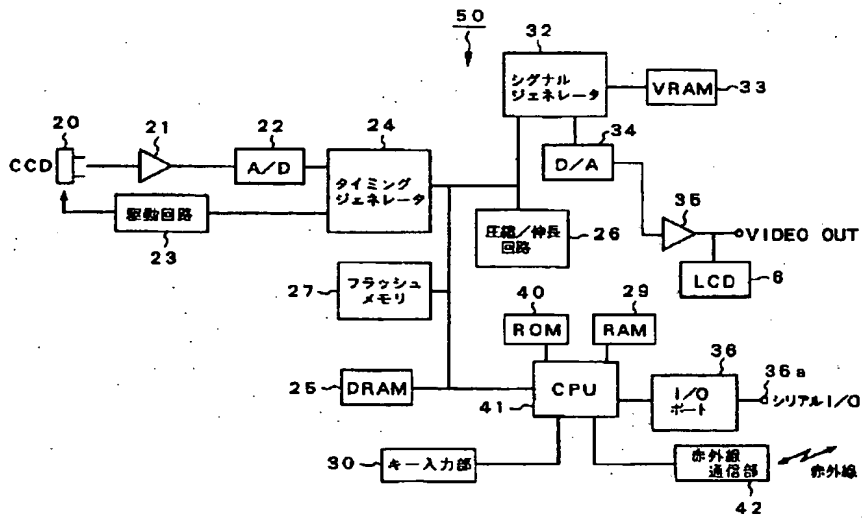 50
32
シグナル
ジェネレータ
VRAM
33
20
21
22
24
34
CCD
A/D
タイミング
ジェネレータ
D/A
35
駆動回路
23
圧縮/伸長
回路
26
VIDEO OUT
LCD
6
27
フラッシュ
メモリ
40
29
ROM
RAM
36
36a
25
DRAM
CPU
41
I/O
ポート
シリアルI/O
30
キー入力部
赤外線
通信部
赤外線
42